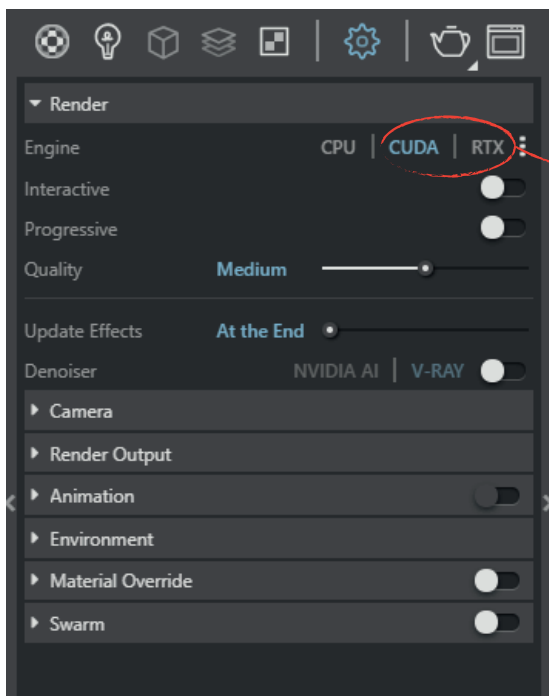 Render
Engine CPU | CUDA | RTX
Interactive
Progressive
Quality Medium
Update Effects At the End
Denoiser NVIDIA AI | V-RAY
Camera
Render Output
Animation
Environment
Material Override
Swarm